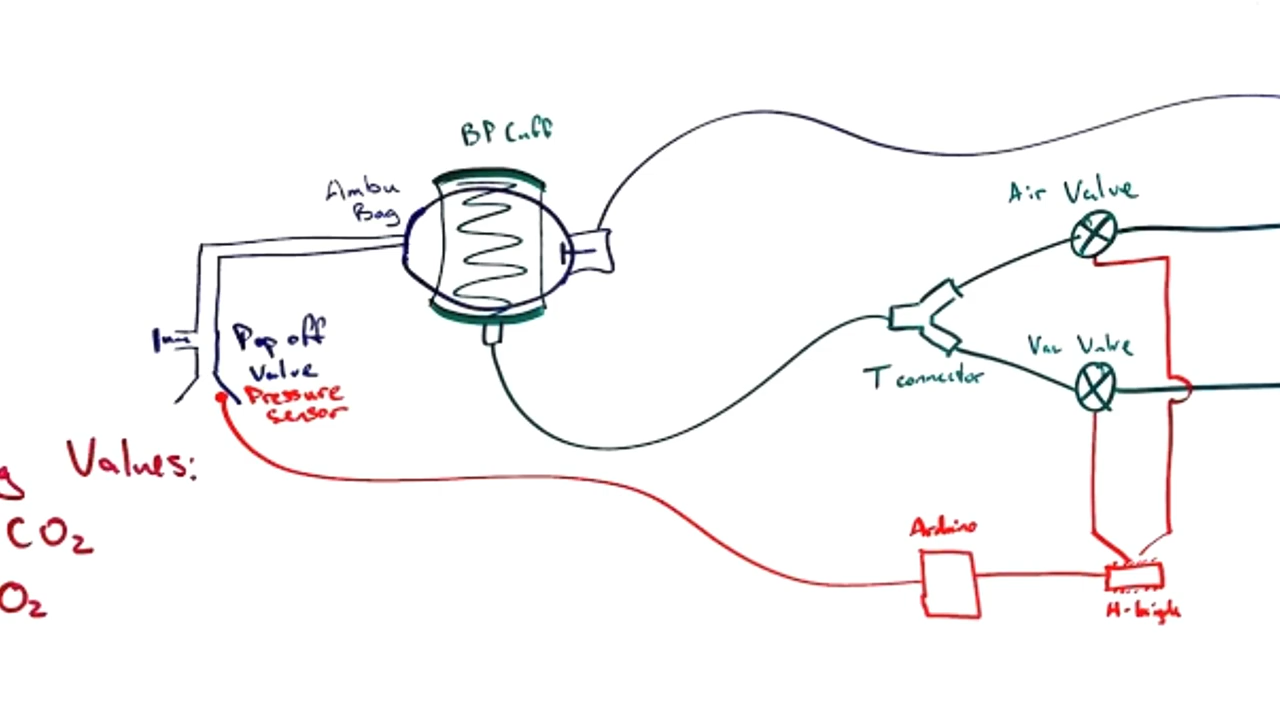 BP Cuff
Ambu
Bag
Air Valve
Pop off
Valve
Vac Valve
T connector
Pressure
sensor
g Values:
CO2
O2
Arduino
H-bridge